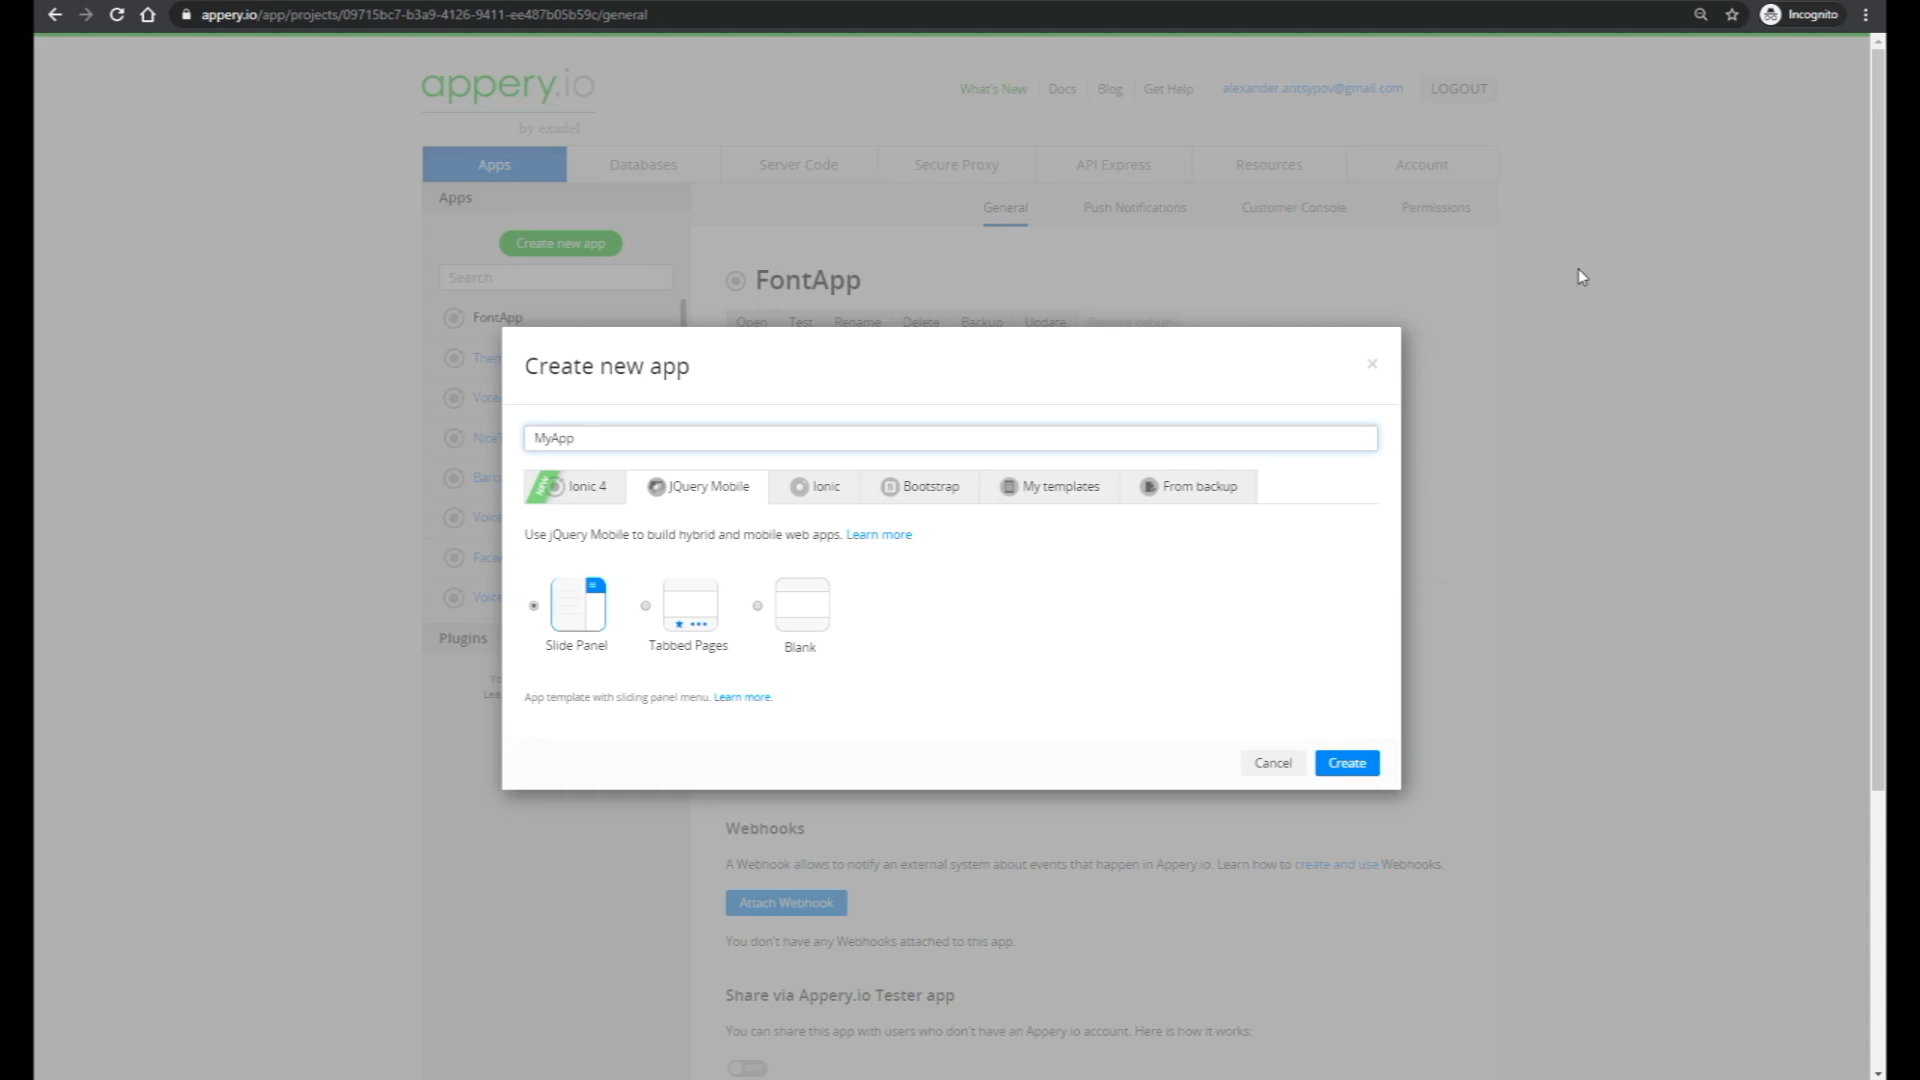 appery.io/app/projects/09715bc7-b3a9-4126-9411-ee487b05b59c/general
Incognito
appery.io
by exadel
What's New Docs Blog Get Help alexander.antsypov@gmail.com LOGOUT
Apps Databases Server Code Secure Proxy API Express Resources Account
Apps
General Push Notifications Customer Console Permissions
Create new app
Search
FontApp
FontApp
Open Test Rename Delete Backup Update Remote debug
Create new app
×
MyApp
NEW Ionic 4 JQuery Mobile Ionic Bootstrap My templates From backup
Use jQuery Mobile to build hybrid and mobile web apps. Learn more
Slide Panel Tabbed Pages Blank
App template with sliding panel menu. Learn more.
Cancel Create
Plugins
Webhooks
A Webhook allows to notify an external system about events that happen in Appery.io. Learn how to create and use Webhooks.
Attach Webhook
You don't have any Webhooks attached to this app.
Share via Appery.io Tester app
You can share this app with users who don't have an Appery.io account. Here is how it works: